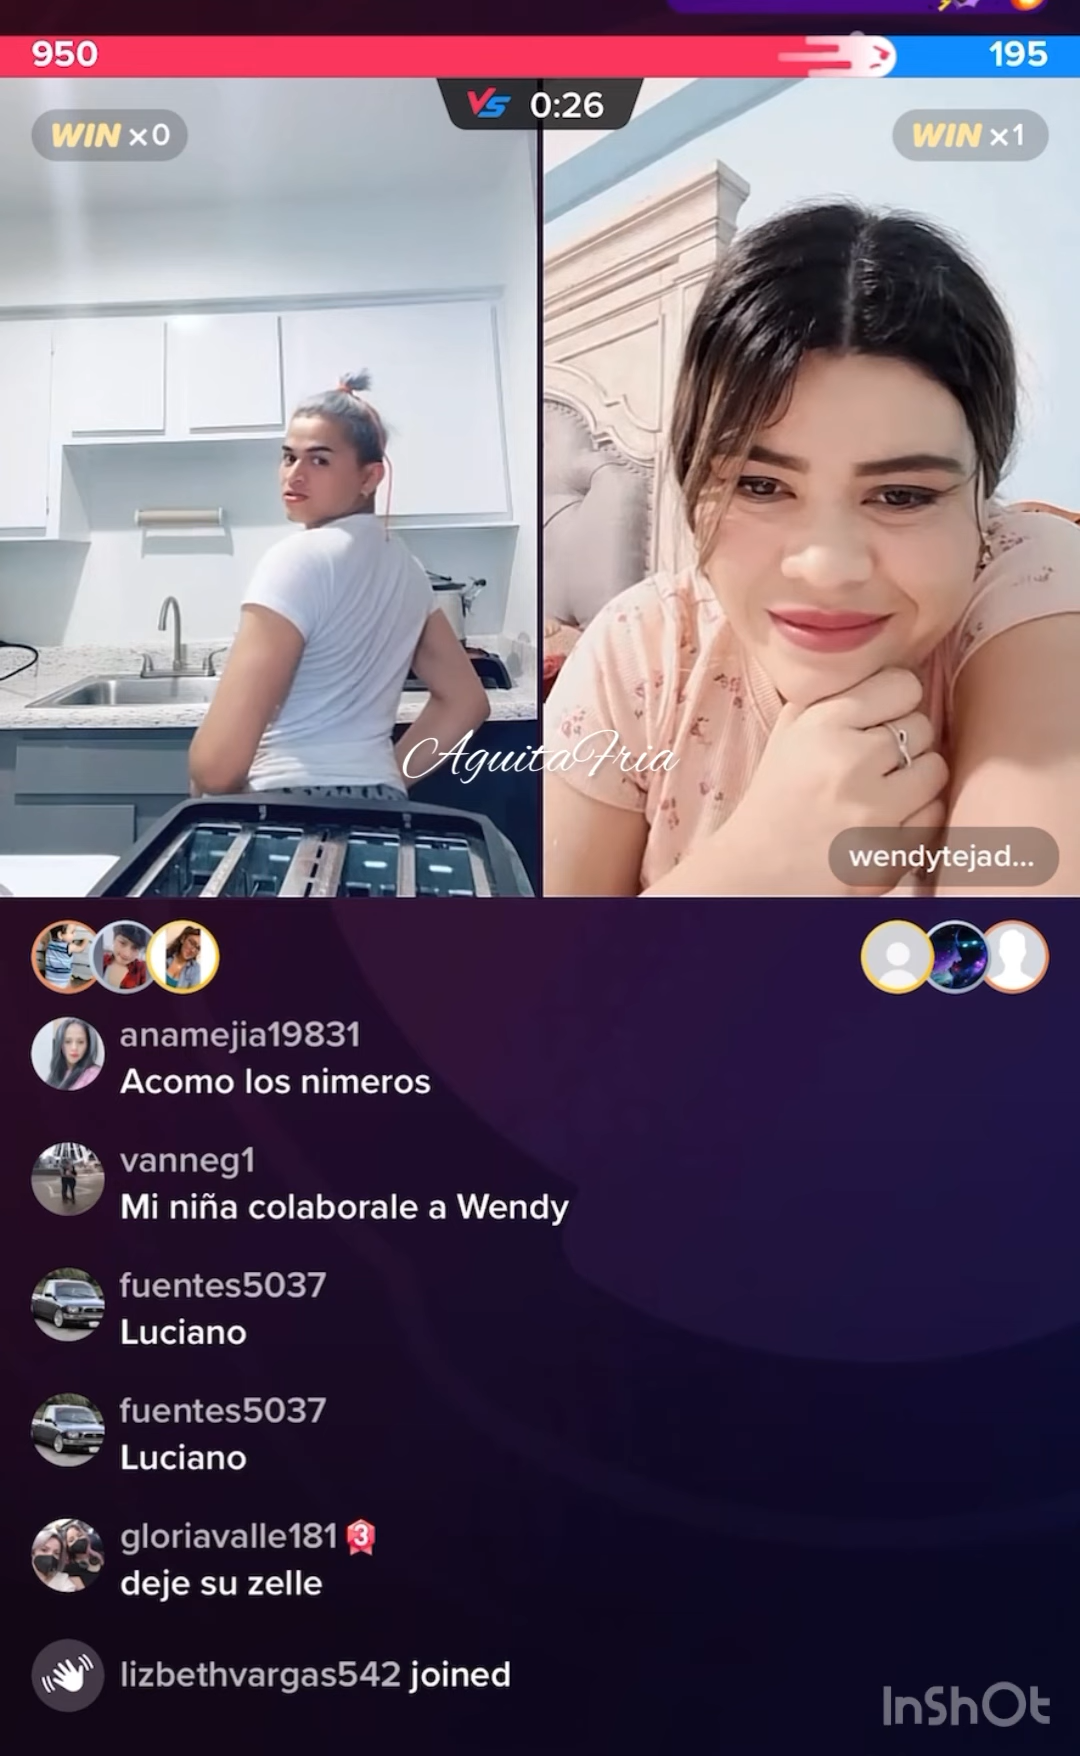 950
195
VS 0:26
WIN x0
WIN x1
AguitaFria
wendytejad...
anamejia19831
Acomo los nimeros
vanneg1
Mi niña colaborale a Wendy
fuentes5037
Luciano
fuentes5037
Luciano
gloriavalle181 3
deje su zelle
lizbethvargas542 joined
InShOt